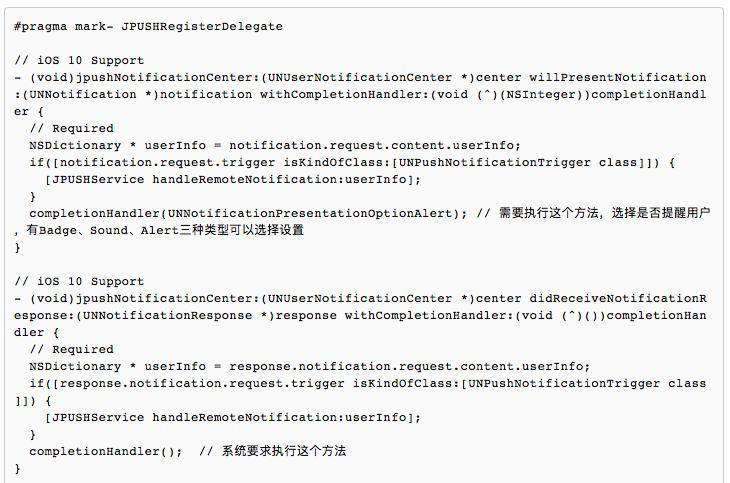 #pragma mark- JPUSHRegisterDelegate
// iOS 10 Support
- (void)jpushNotificationCenter:(UNUserNotificationCenter *)center willPresentNotification
:(UNNotification *)notification withCompletionHandler:(void (^)(NSInteger))completionHandl
er {
  // Required
  NSDictionary * userInfo = notification.request.content.userInfo;
  if([notification.request.trigger isKindOfClass:[UNPushNotificationTrigger class]]) {
    [JPUSHService handleRemoteNotification:userInfo];
  }
  completionHandler(UNNotificationPresentationOptionAlert); // 需要执行这个方法，选择是否提醒用户
，有Badge、Sound、Alert三种类型可以选择设置
}
// iOS 10 Support
- (void)jpushNotificationCenter:(UNUserNotificationCenter *)center didReceiveNotificationR
esponse:(UNNotificationResponse *)response withCompletionHandler:(void (^)())completionHan
dler {
  // Required
  NSDictionary * userInfo = response.notification.request.content.userInfo;
  if([response.notification.request.trigger isKindOfClass:[UNPushNotificationTrigger class
]]) {
    [JPUSHService handleRemoteNotification:userInfo];
  }
  completionHandler();  // 系统要求执行这个方法
}